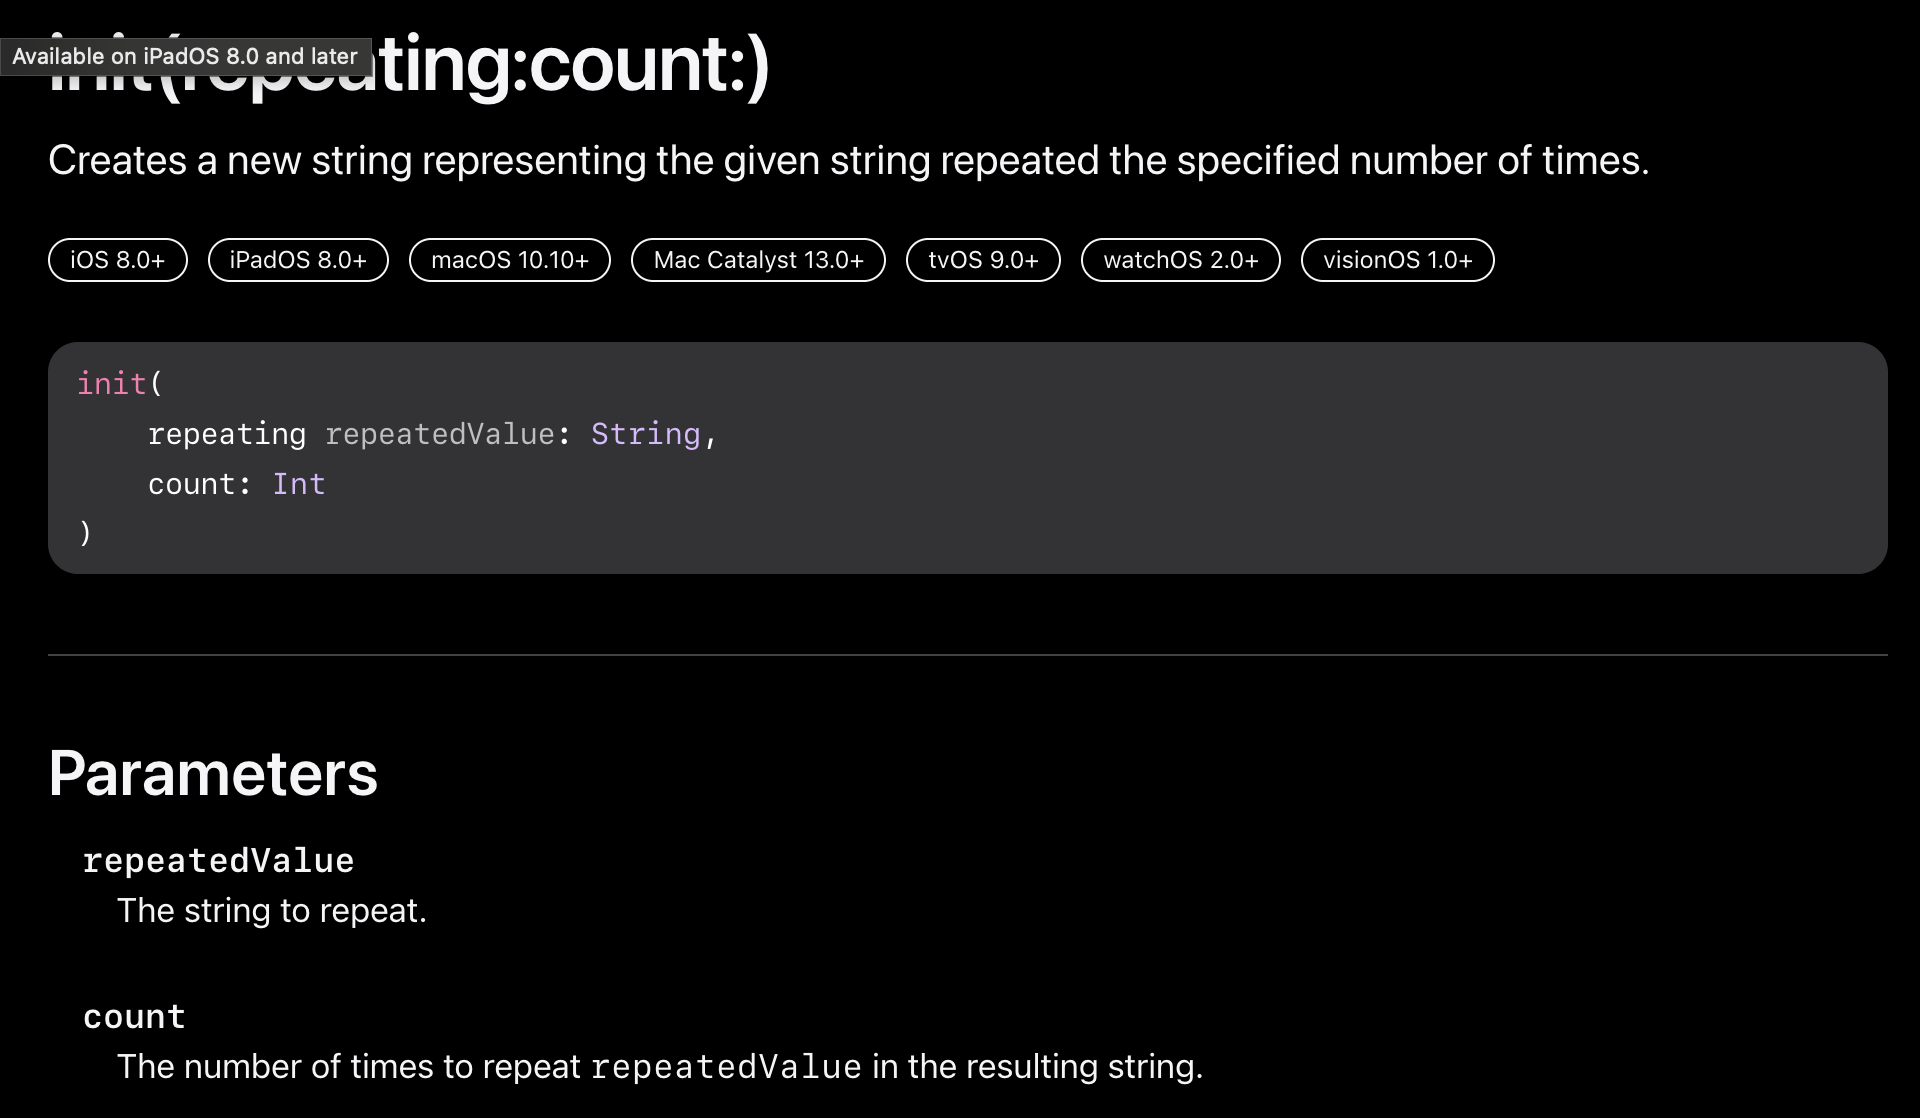 Available on iPadOS 8.0 and later
init(repeating:count:)
Creates a new string representing the given string repeated the specified number of times.
iOS 8.0+ iPadOS 8.0+ macOS 10.10+ Mac Catalyst 13.0+ tvOS 9.0+ watchOS 2.0+ visionOS 1.0+
init(
    repeating repeatedValue: String,
    count: Int
)
Parameters
repeatedValue
The string to repeat.
count
The number of times to repeat repeatedValue in the resulting string.